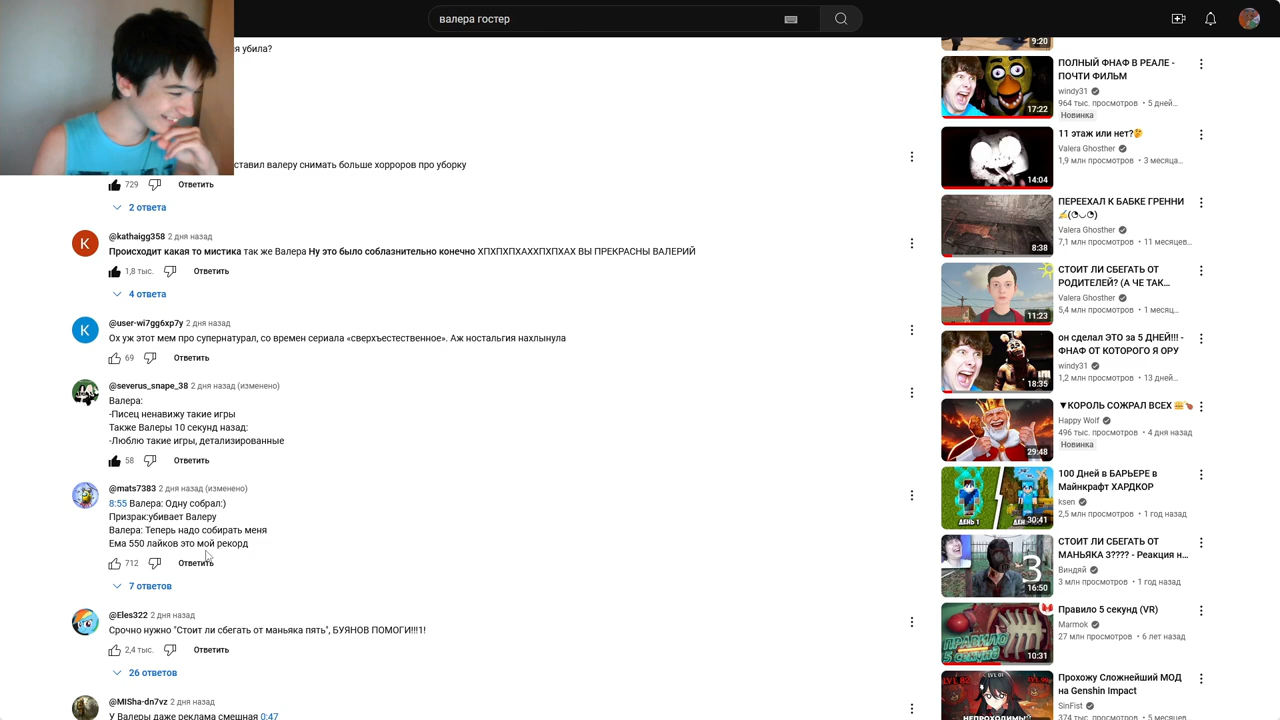 валера гостер
я убила?
ставил валеру снимать больше хорроров про уборку
729
Ответить
2 ответа
K
@kathaigg358 2 дня назад
Происходит какая то мистика так же Валера Ну это было соблазнительно конечно ХПХПХПХАХХПХПХАХ ВЫ ПРЕКРАСНЫ ВАЛЕРИЙ
1,8 тыс.
Ответить
4 ответа
K
@user-wi7gg6xp7y 2 дня назад
Ох уж этот мем про супернатурал, со времен сериала «сверхъестественное». Аж ностальгия нахлынула
69
Ответить
@severus_snape_38 2 дня назад (изменено)
Валера:
-Писец ненавижу такие игры
Также Валеры 10 секунд назад:
-Люблю такие игры, детализированные
58
Ответить
@mats7383 2 дня назад (изменено)
8:55 Валера: Одну собрал:)
Призрак:убивает Валеру
Валера: Теперь надо собирать меня
Ема 550 лайков это мой рекорд
712
Ответить
7 ответов
@Eles322 2 дня назад
Срочно нужно "Стоит ли сбегать от маньяка пять", БУЯНОВ ПОМОГИ!!!1!
2,4 тыс.
Ответить
26 ответов
@MISha-dn7vz 2 дня назад
У Валеры даже реклама смешная 0:47
9:20
17:22
ПОЛНЫЙ ФНАФ В РЕАЛЕ -
ПОЧТИ ФИЛЬМ
windy31
964 тыс. просмотров • 5 дней...
Новинка
14:04
11 этаж или нет?🤔
Valera Ghosther
1,9 млн просмотров • 3 месяца...
8:38
ПЕРЕЕХАЛ К БАБКЕ ГРЕННИ
✍(◔◡◔)
Valera Ghosther
7,1 млн просмотров • 11 месяцев...
11:23
СТОИТ ЛИ СБЕГАТЬ ОТ
РОДИТЕЛЕЙ? (А ЧЕ ТАК...
Valera Ghosther
5,4 млн просмотров • 1 месяц...
18:35
он сделал ЭТО за 5 ДНЕЙ!!! -
ФНАФ ОТ КОТОРОГО Я ОРУ
windy31
1,2 млн просмотров • 13 дней...
29:48
▼КОРОЛЬ СОЖРАЛ ВСЕХ 🍔🍗
Happy Wolf
496 тыс. просмотров • 4 дня назад
Новинка
ДЕНЬ 1
30:41
100 Дней в БАРЬЕРЕ в
Майнкрафт ХАРДКОР
ksen
2,5 млн просмотров • 1 год назад
3
16:50
СТОИТ ЛИ СБЕГАТЬ ОТ
МАНЬЯКА 3???? - Реакция н...
Виндяй
3 млн просмотров • 1 год назад
ПРАВИЛО
5 СЕКУНД
10:31
Правило 5 секунд (VR)
Marmok
27 млн просмотров • 6 лет назад
LVL 01
НЕПРОХОДИМЫЙ
Прохожу Сложнейший МОД
на Genshin Impact
SinFist
374 тыс. просмотров • 5 месяцев